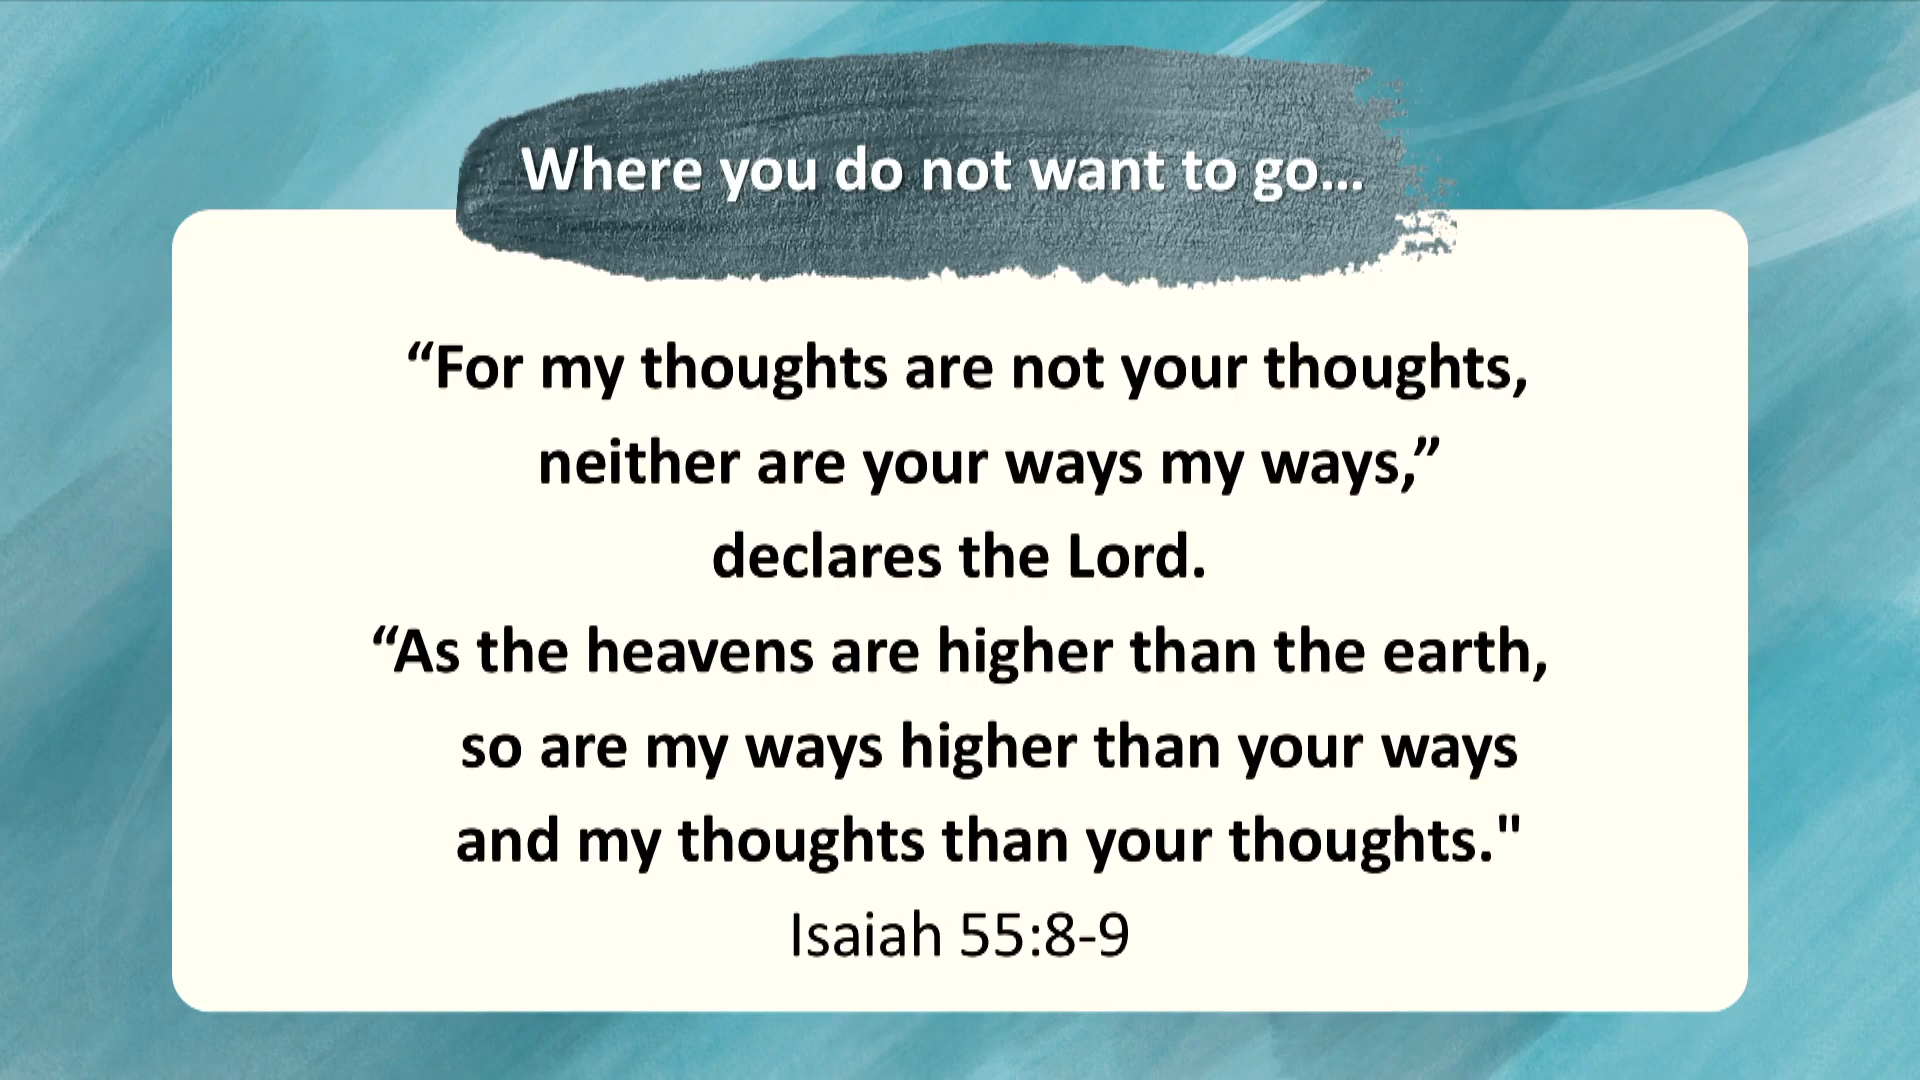 Where you do not want to go...
“For my thoughts are not your thoughts,
neither are your ways my ways,”
declares the Lord.
“As the heavens are higher than the earth,
so are my ways higher than your ways
and my thoughts than your thoughts."
Isaiah 55:8-9